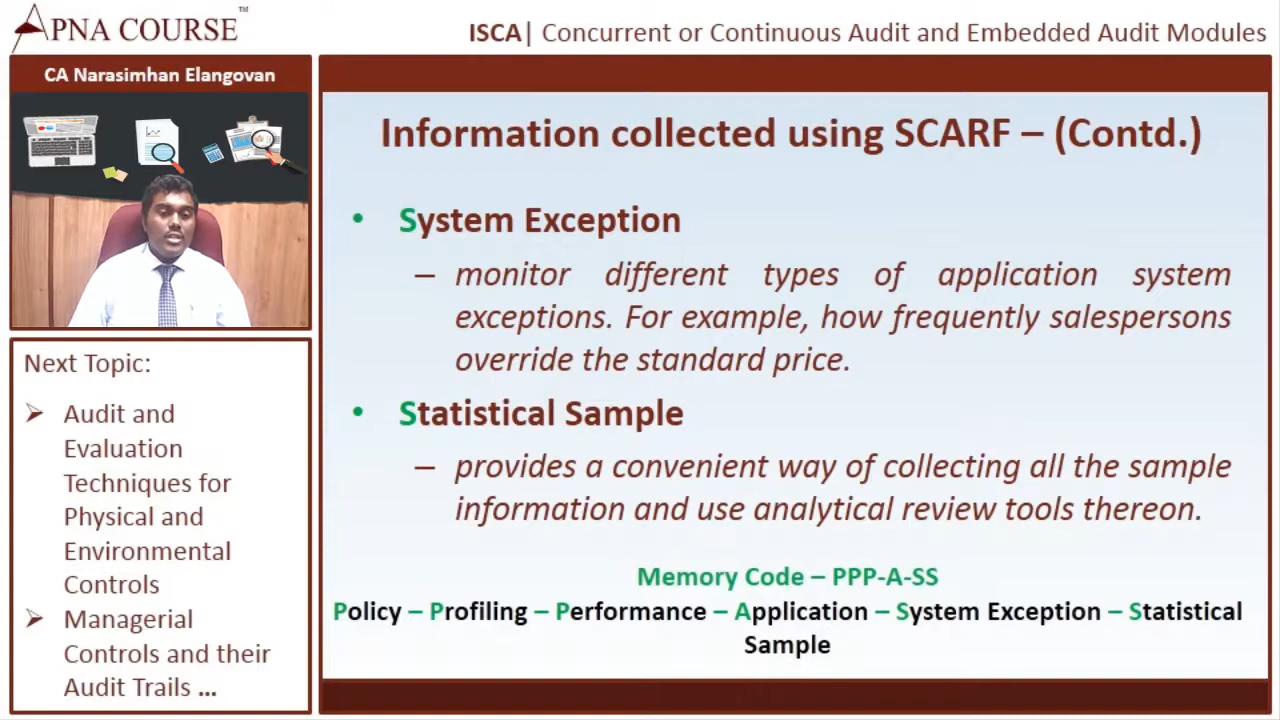 APNA COURSE™
ISCA| Concurrent or Continuous Audit and Embedded Audit Modules
CA Narasimhan Elangovan
Information collected using SCARF – (Contd.)
• System Exception
– monitor different types of application system
exceptions. For example, how frequently salespersons
override the standard price.
• Statistical Sample
– provides a convenient way of collecting all the sample
information and use analytical review tools thereon.
Memory Code – PPP-A-SS
Policy – Profiling – Performance – Application – System Exception – Statistical
Sample
Next Topic:
➢ Audit and
Evaluation
Techniques for
Physical and
Environmental
Controls
➢ Managerial
Controls and their
Audit Trails ...